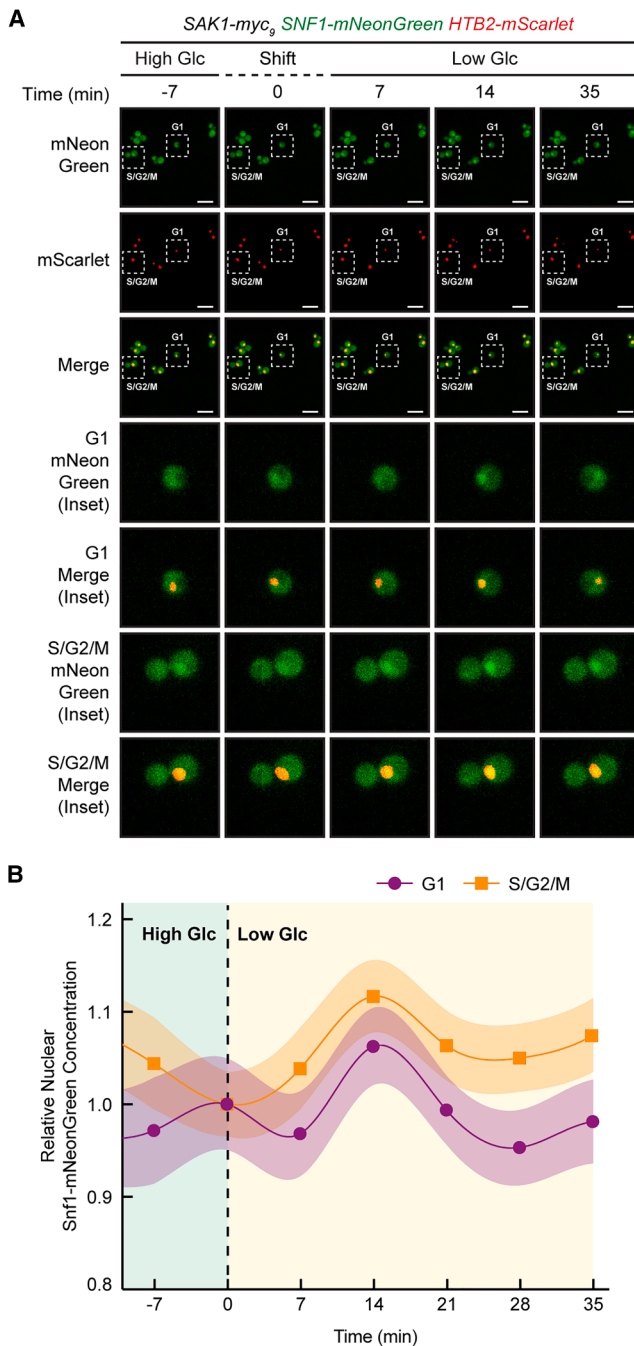 A
SAK1-myc₉ SNF1-mNeonGreen HTB2-mScarlet
High Glc Shift Low Glc
Time (min) -7 0 7 14 35
mNeon
Green
G1 G1 G1 G1 G1
S/G2/M S/G2/M S/G2/M S/G2/M S/G2/M
mScarlet
G1 G1 G1 G1 G1
S/G2/M S/G2/M S/G2/M S/G2/M S/G2/M
Merge
G1 G1 G1 G1 G1
S/G2/M S/G2/M S/G2/M S/G2/M S/G2/M
G1
mNeon
Green
(Inset)
G1
Merge
(Inset)
S/G2/M
mNeon
Green
(Inset)
S/G2/M
Merge
(Inset)
B
G1 S/G2/M
High Glc Low Glc
Relative Nuclear
Snf1-mNeonGreen Concentration
1.2
1.1
1.0
0.9
0.8
-7 0 7 14 21 28 35
Time (min)